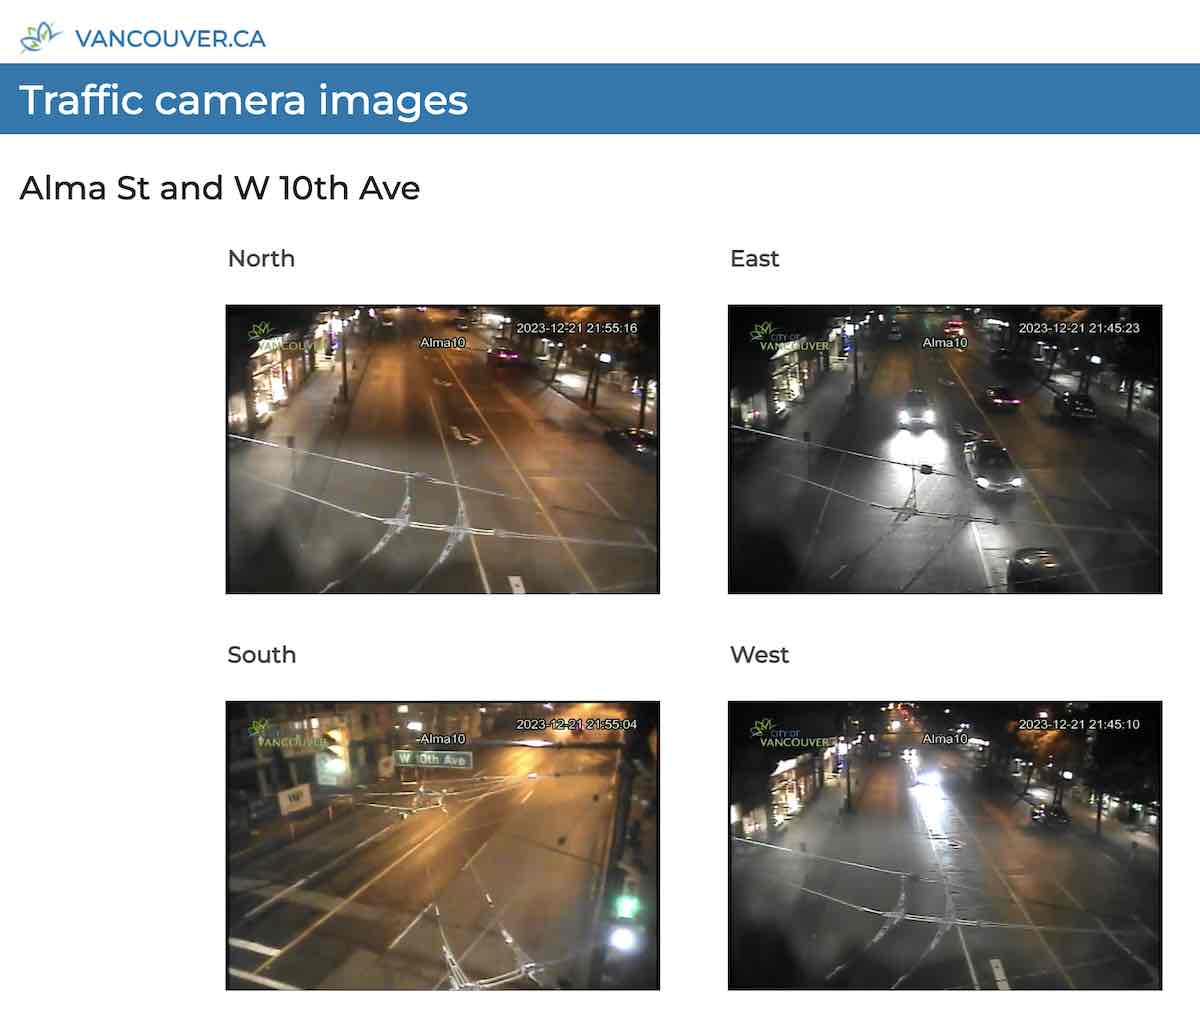 VANCOUVER.CA
Traffic camera images
Alma St and W 10th Ave
North
East
2023-12-21 21:55:16
VANCOUVER
Alma10
2023-12-21 21:45:23
CITY OF
VANCOUVER
Alma10
South
West
2023-12-21 21:55:04
VANCOUVER
Alma10
W 10th Ave
2023-12-21 21:45:10
CITY OF
VANCOUVER
Alma10